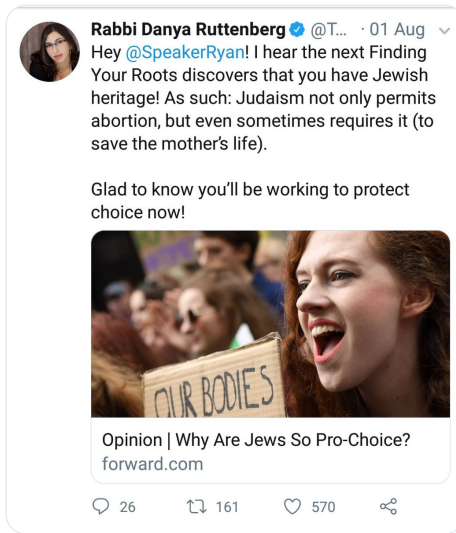 Rabbi Danya Ruttenberg @T... · 01 Aug
Hey @SpeakerRyan! I hear the next Finding
Your Roots discovers that you have Jewish
heritage! As such: Judaism not only permits
abortion, but even sometimes requires it (to
save the mother's life).
Glad to know you'll be working to protect
choice now!
OUR BODIES
Opinion | Why Are Jews So Pro-Choice?
forward.com
26 161 570